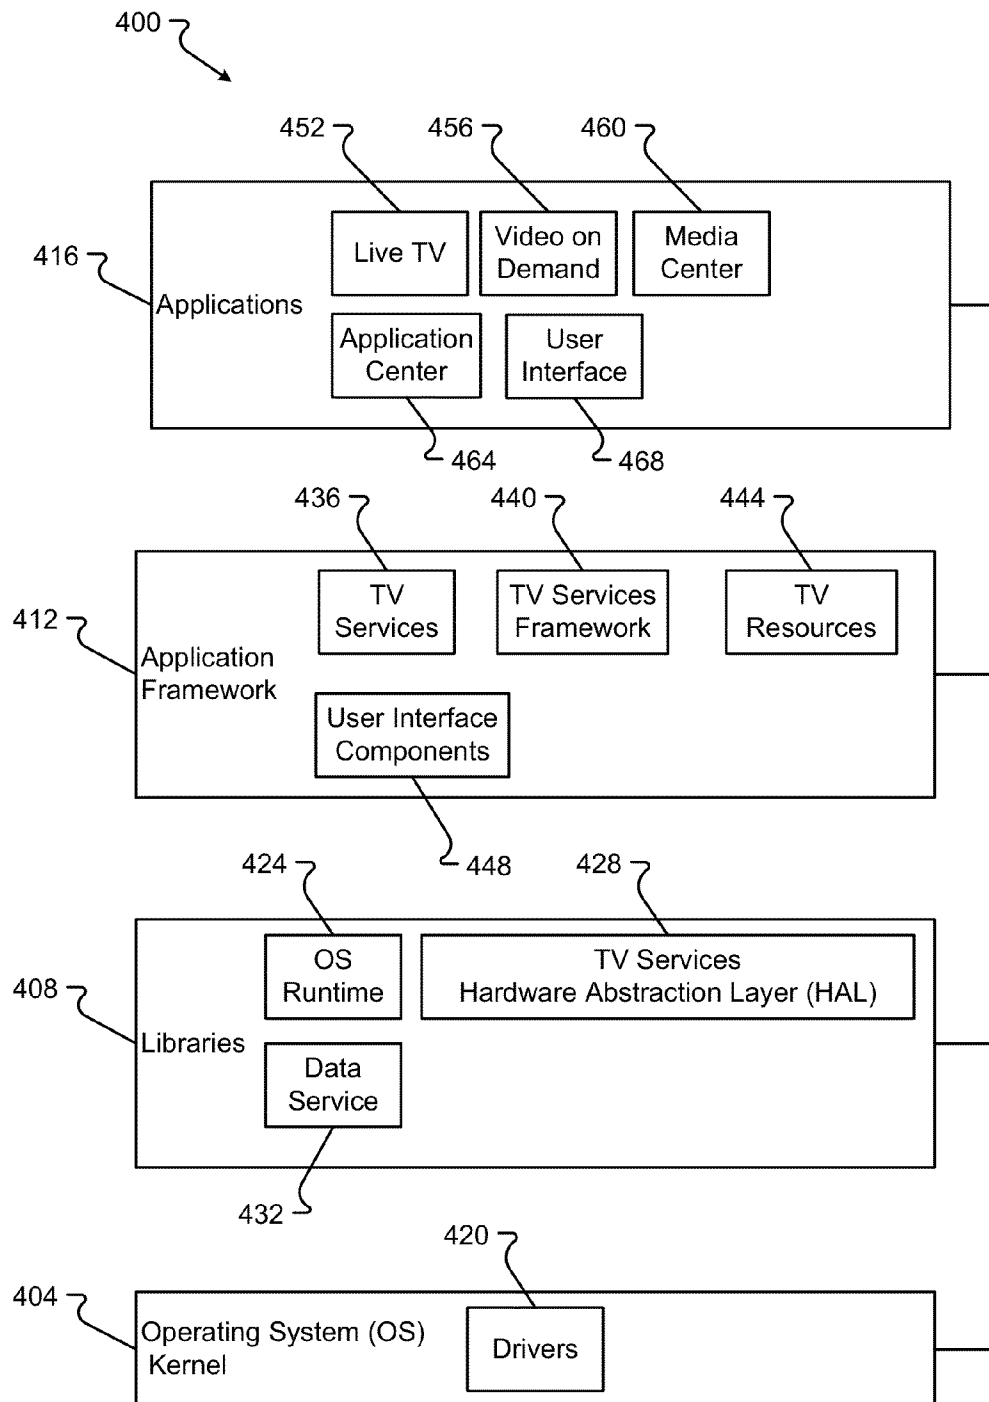 400
452
456
460
416
Applications
Live TV
Video on
Demand
Media
Center
Application
Center
User
Interface
464
468
436
440
444
412
Application
Framework
TV
Services
TV Services
Framework
TV
Resources
User Interface
Components
448
424
428
408
Libraries
OS
Runtime
TV Services
Hardware Abstraction Layer (HAL)
Data
Service
432
420
404
Operating System (OS)
Kernel
Drivers